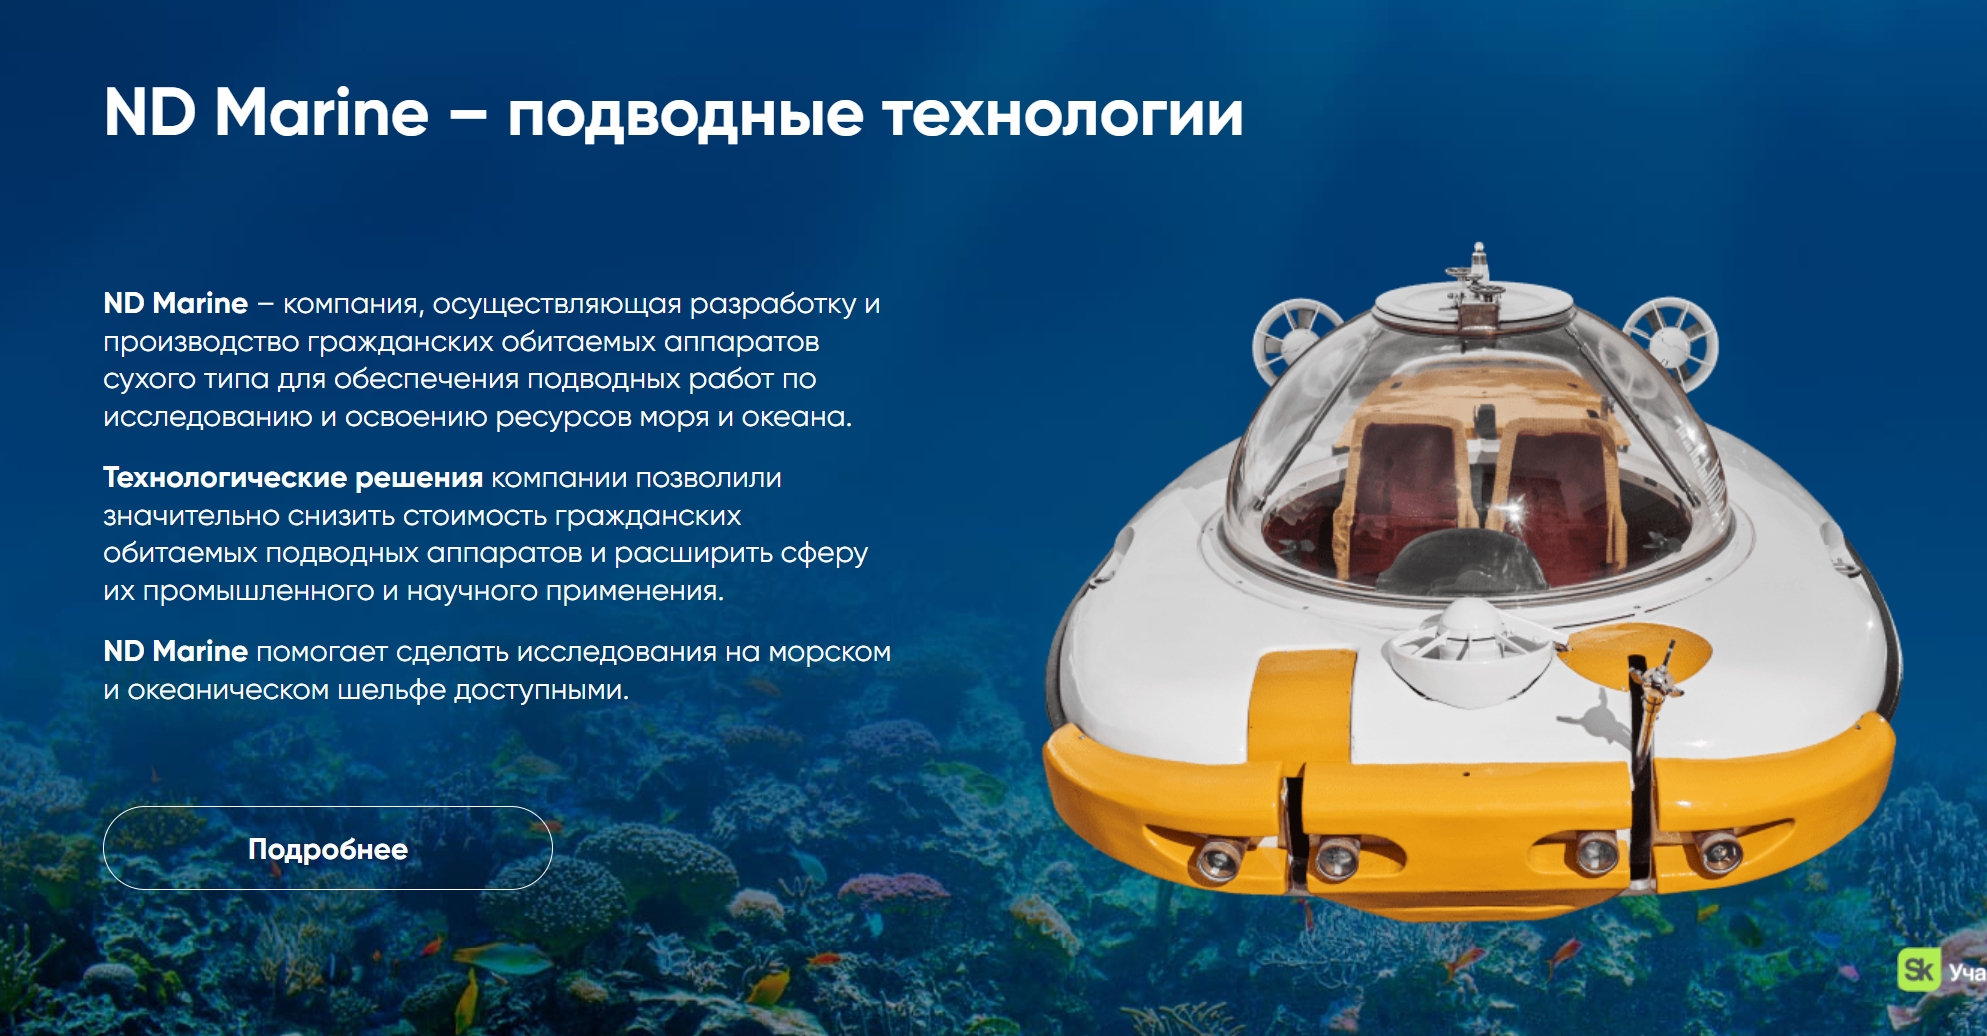 ND Marine – подводные технологии
ND Marine – компания, осуществляющая разработку и
производство гражданских обитаемых аппаратов
сухого типа для обеспечения подводных работ по
исследованию и освоению ресурсов моря и океана.
Технологические решения компании позволили
значительно снизить стоимость гражданских
обитаемых подводных аппаратов и расширить сферу
их промышленного и научного применения.
ND Marine помогает сделать исследования на морском
и океаническом шельфе доступными.
Подробнее
Sk Уча